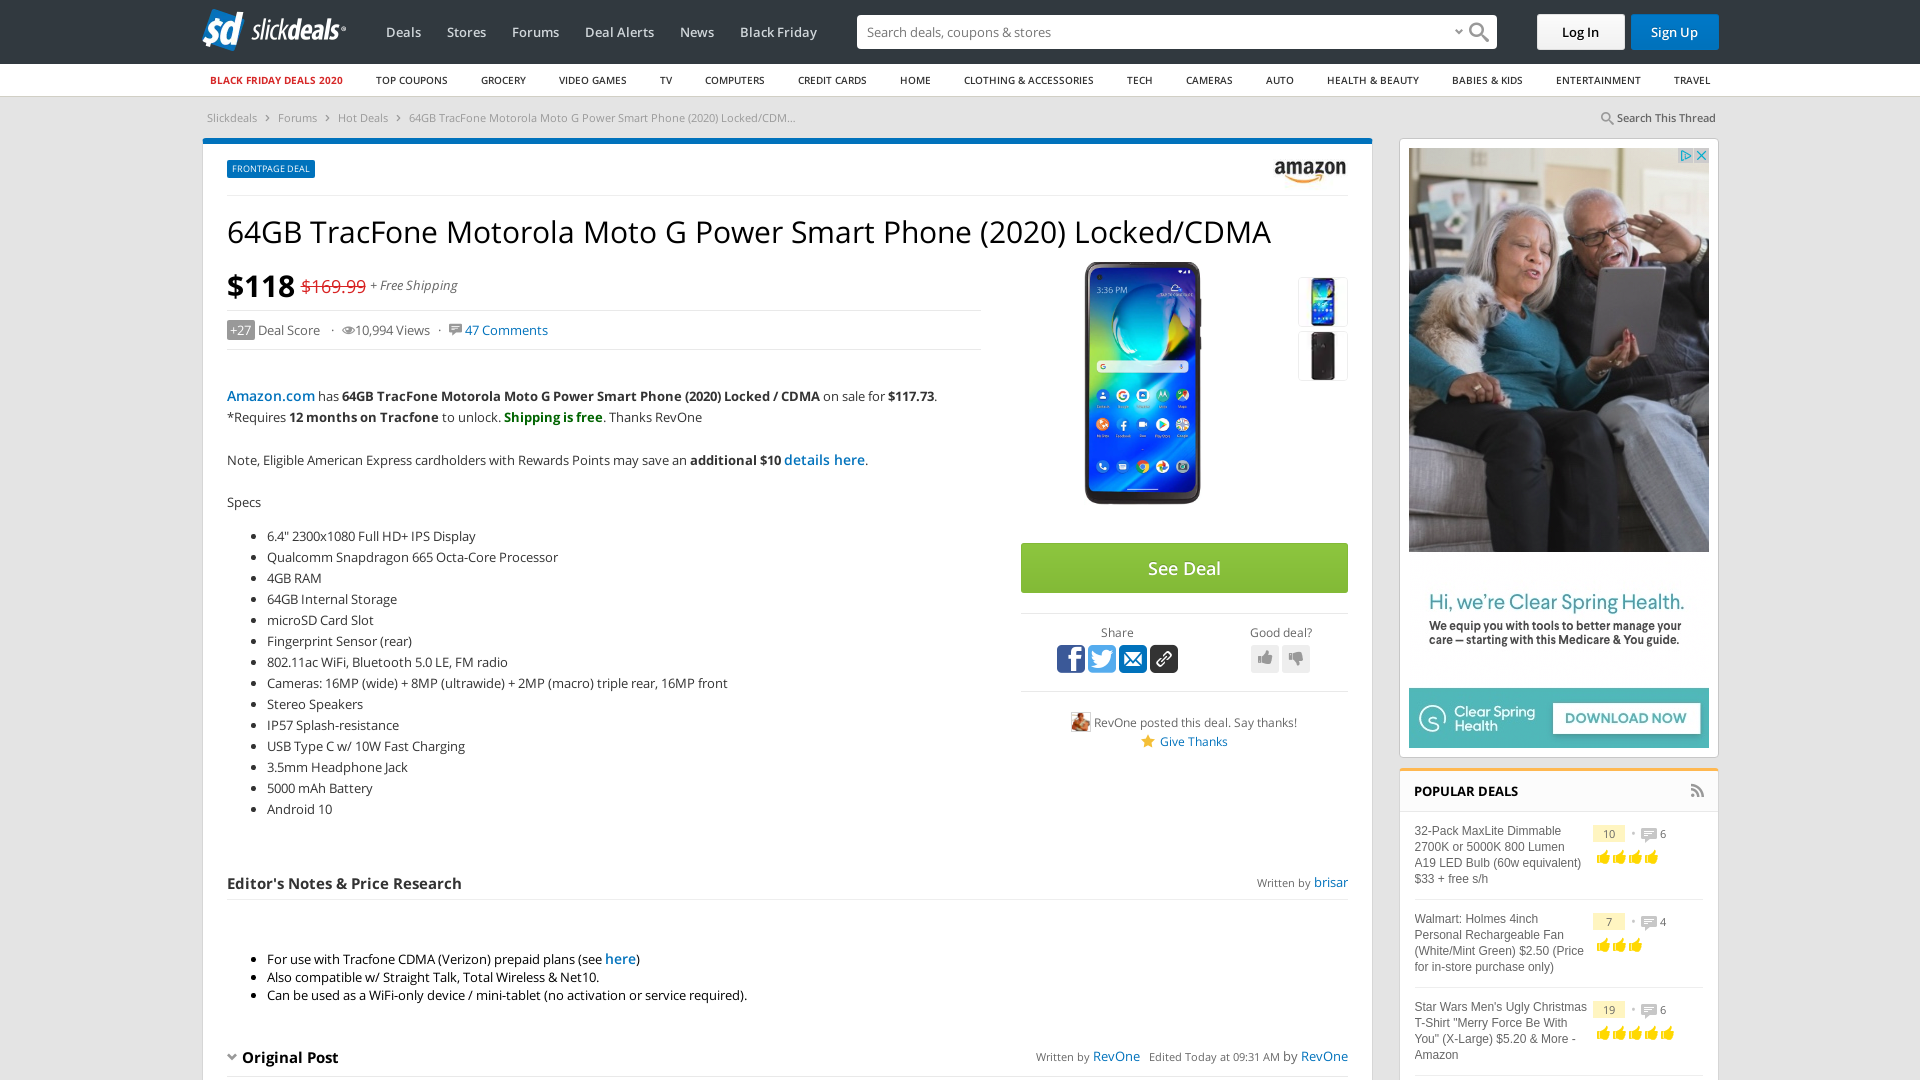 sd slickdeals
Deals
Stores
Forums
Deal Alerts
News
Black Friday
Search deals, coupons & stores
Log In
Sign Up
BLACK FRIDAY DEALS 2020
TOP COUPONS
GROCERY
VIDEO GAMES
TV
COMPUTERS
CREDIT CARDS
HOME
CLOTHING & ACCESSORIES
TECH
CAMERAS
AUTO
HEALTH & BEAUTY
BABIES & KIDS
ENTERTAINMENT
TRAVEL
Slickdeals › Forums › Hot Deals › 64GB TracFone Motorola Moto G Power Smart Phone (2020) Locked/CDM...
Search This Thread
FRONTPAGE DEAL
amazon
64GB TracFone Motorola Moto G Power Smart Phone (2020) Locked/CDMA
$118 $169.99 + Free Shipping
+27 Deal Score · 10,994 Views · 47 Comments
Amazon.com has 64GB TracFone Motorola Moto G Power Smart Phone (2020) Locked / CDMA on sale for $117.73.
*Requires 12 months on Tracfone to unlock. Shipping is free. Thanks RevOne
Note, Eligible American Express cardholders with Rewards Points may save an additional $10 details here.
Specs
6.4" 2300x1080 Full HD+ IPS Display
Qualcomm Snapdragon 665 Octa-Core Processor
4GB RAM
64GB Internal Storage
microSD Card Slot
Fingerprint Sensor (rear)
802.11ac WiFi, Bluetooth 5.0 LE, FM radio
Cameras: 16MP (wide) + 8MP (ultrawide) + 2MP (macro) triple rear, 16MP front
Stereo Speakers
IP57 Splash-resistance
USB Type C w/ 10W Fast Charging
3.5mm Headphone Jack
5000 mAh Battery
Android 10
3:36 PM
See Deal
Share
Good deal?
RevOne posted this deal. Say thanks!
Give Thanks
Editor's Notes & Price Research
Written by brisar
For use with Tracfone CDMA (Verizon) prepaid plans (see here)
Also compatible w/ Straight Talk, Total Wireless & Net10.
Can be used as a WiFi-only device / mini-tablet (no activation or service required).
Original Post
Written by RevOne Edited Today at 09:31 AM by RevOne
Hi, we're Clear Spring Health.
We equip you with tools to better manage your
care — starting with this Medicare & You guide.
Clear Spring
Health
DOWNLOAD NOW
POPULAR DEALS
32-Pack MaxLite Dimmable
2700K or 5000K 800 Lumen
A19 LED Bulb (60w equivalent)
$33 + free s/h
10 • 6
Walmart: Holmes 4inch
Personal Rechargeable Fan
(White/Mint Green) $2.50 (Price
for in-store purchase only)
7 • 4
Star Wars Men's Ugly Christmas
T-Shirt "Merry Force Be With
You" (X-Large) $5.20 & More -
Amazon
19 • 6